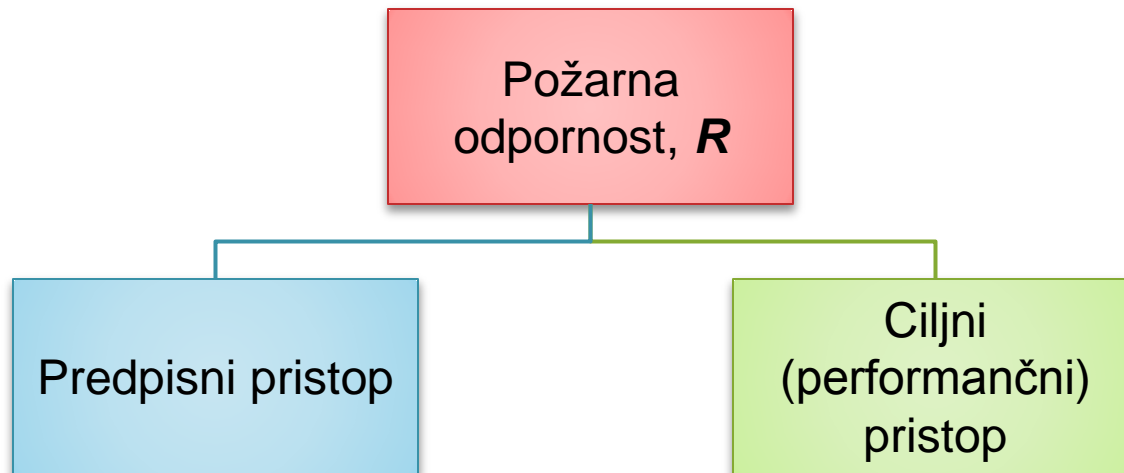 Požarna
odpornost, R
Predpisni pristop
Ciljni
(performančni)
pristop